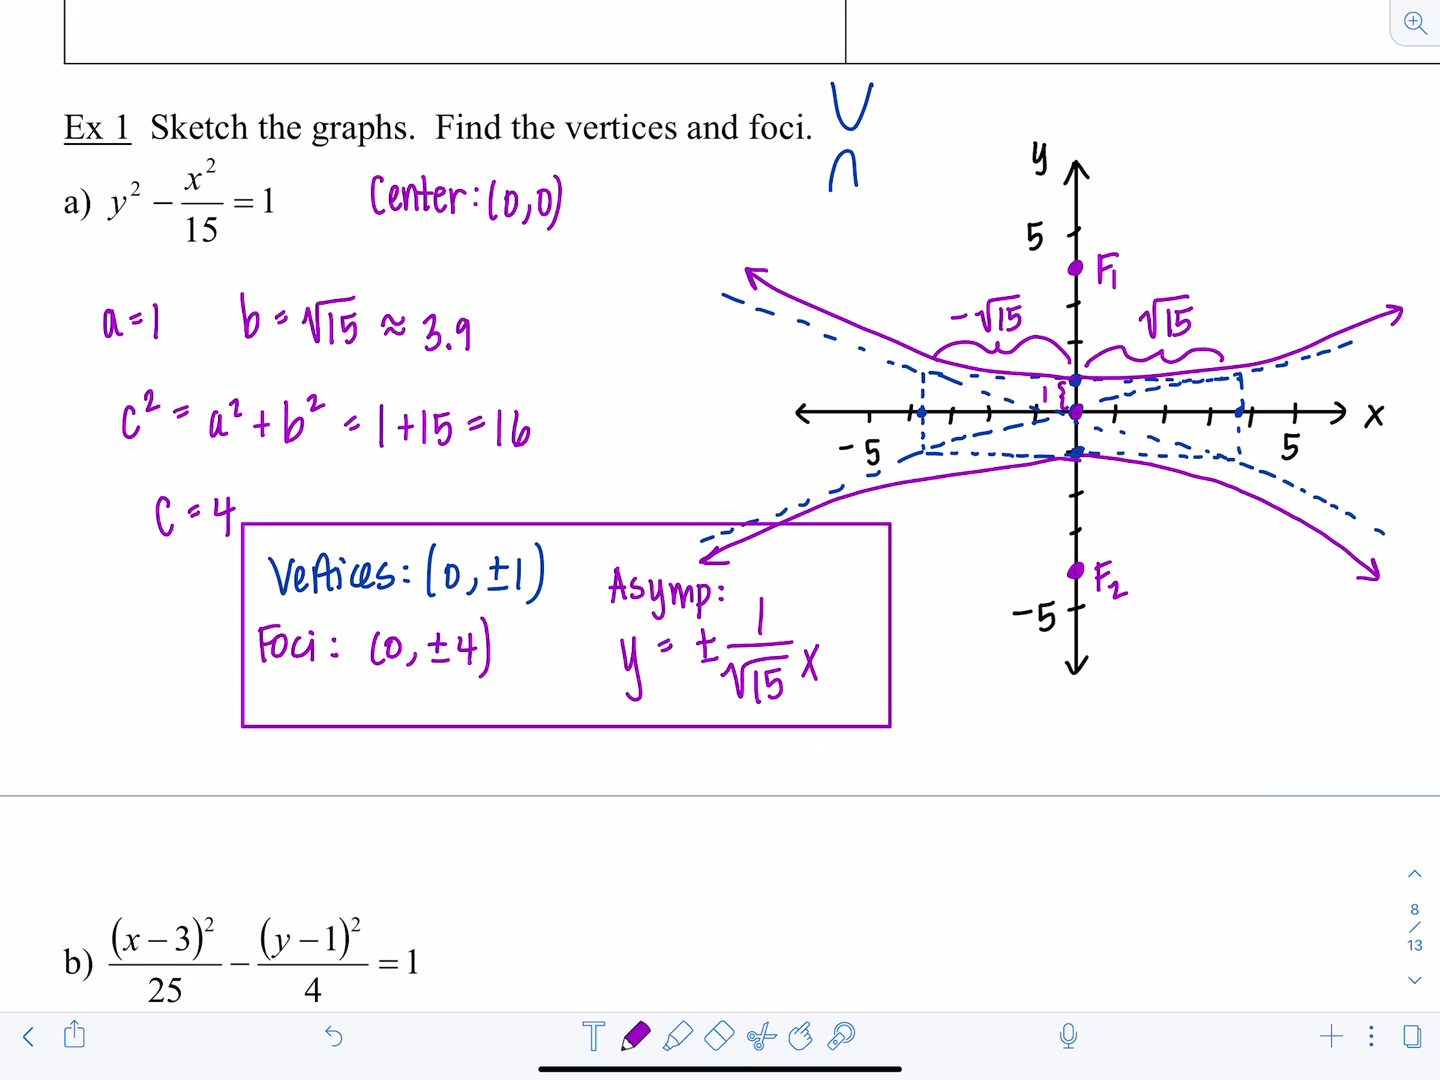 Ex 1 Sketch the graphs. Find the vertices and foci.
a) y² − x²/15 = 1
Center: (0,0)
a = 1 b = √15 ≈ 3.9
c² = a² + b² = 1 + 15 = 16
c = 4
Vertices: (0, ±1)
Foci: (0, ±4)
Asymp:
y = ± 1/√15 x
y
5
F₁
−√15 √15
1
x
−5 5
F₂
−5
b) (x − 3)²/25 − (y − 1)²/4 = 1
8
/
13
T